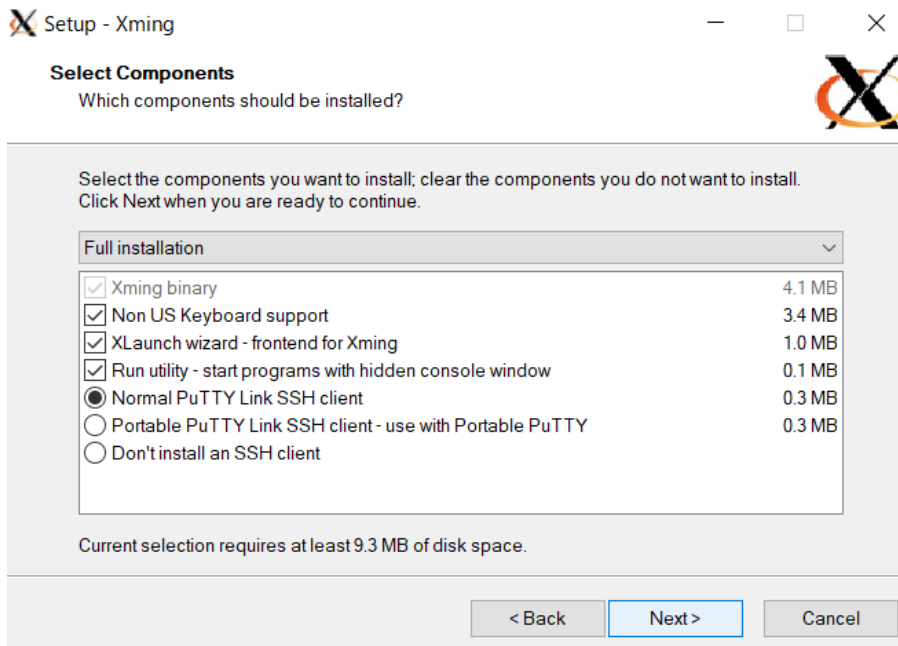 Setup - Xming
Select Components
Which components should be installed?
Select the components you want to install; clear the components you do not want to install.
Click Next when you are ready to continue.
Full installation
Xming binary 4.1 MB
Non US Keyboard support 3.4 MB
XLaunch wizard - frontend for Xming 1.0 MB
Run utility - start programs with hidden console window 0.1 MB
Normal PuTTY Link SSH client 0.3 MB
Portable PuTTY Link SSH client - use with Portable PuTTY 0.3 MB
Don't install an SSH client
Current selection requires at least 9.3 MB of disk space.
< Back Next > Cancel